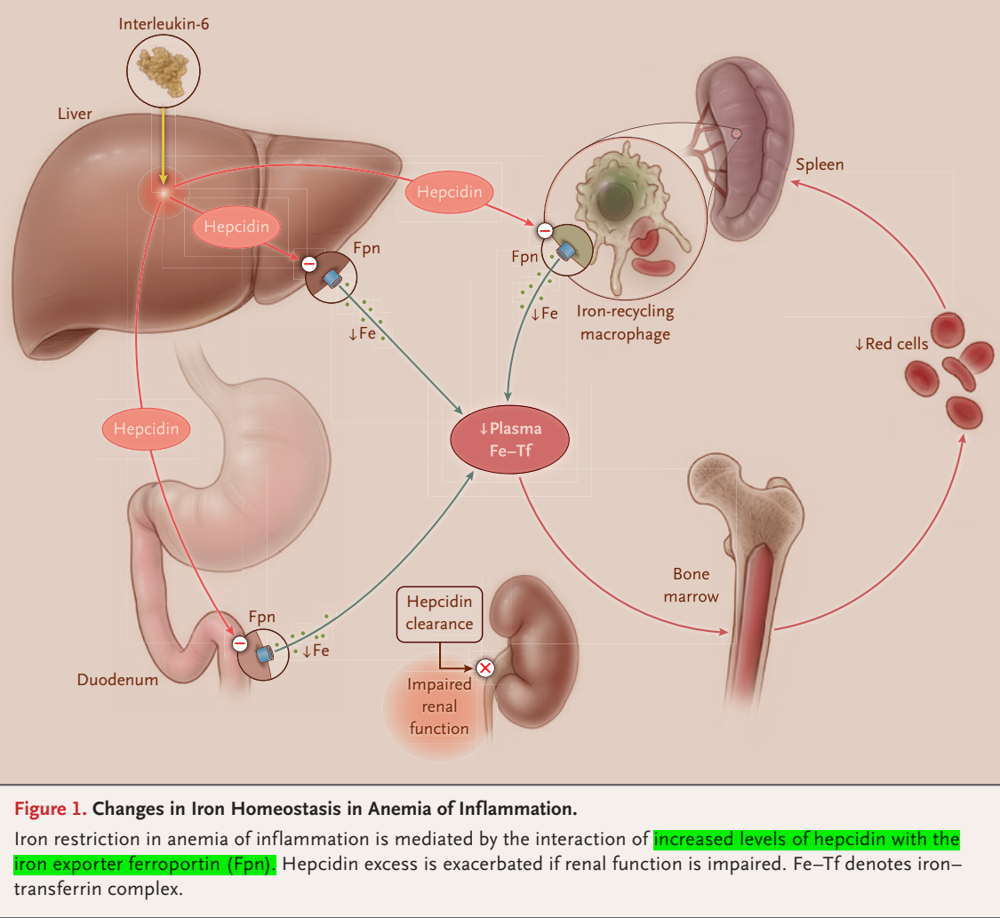 Interleukin-6
Liver
Hepcidin
Hepcidin
Spleen
Fpn
Fpn
↓Fe
↓Fe
Iron-recycling
macrophage
↓Red cells
Hepcidin
↓Plasma
Fe–Tf
Bone
marrow
Hepcidin
clearance
Fpn
↓Fe
Duodenum
Impaired
renal
function
Figure 1. Changes in Iron Homeostasis in Anemia of Inflammation.
Iron restriction in anemia of inflammation is mediated by the interaction of increased levels of hepcidin with the
iron exporter ferroportin (Fpn). Hepcidin excess is exacerbated if renal function is impaired. Fe–Tf denotes iron–
transferrin complex.